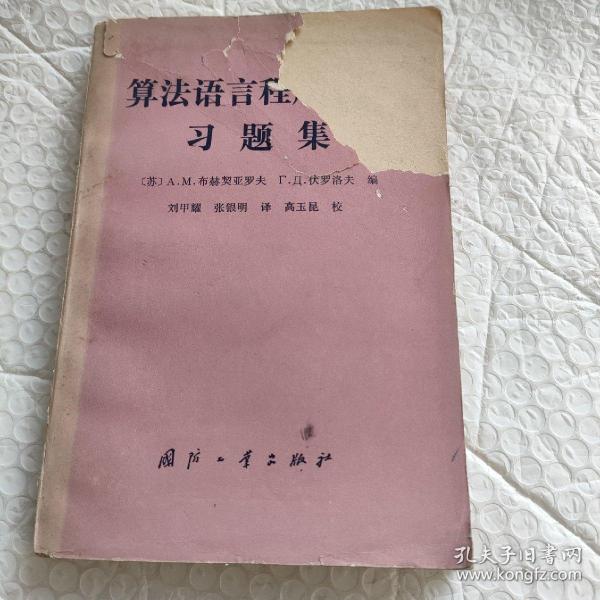 算法语言程
习题集
〔苏〕A.M.布赫契亚罗夫 Г.Д.伏罗洛夫 编
刘甲耀 张银明 译 高玉昆 校
国防工业出版社
孔夫子旧书网
www.kongfz.com